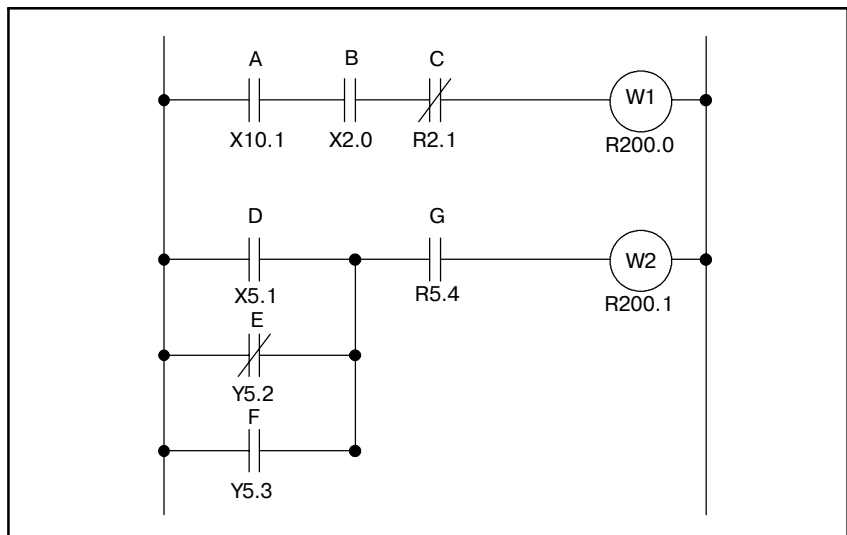 A B C
W1
X10.1 X2.0 R2.1
R200.0
D G
W2
X5.1 R5.4
R200.1
E
Y5.2
F
Y5.3